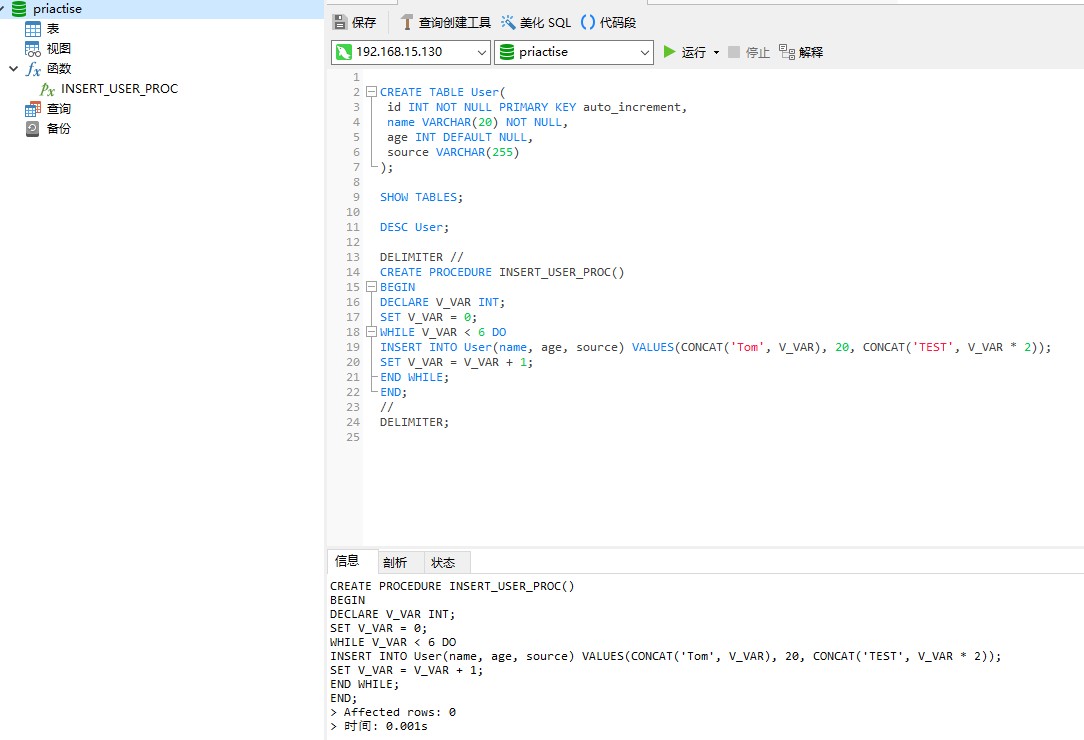 priactise
表
视图
函数
INSERT_USER_PROC
查询
备份
保存 查询创建工具 美化 SQL 代码段
192.168.15.130 priactise 运行 停止 解释
1
2 CREATE TABLE User(
3 id INT NOT NULL PRIMARY KEY auto_increment,
4 name VARCHAR(20) NOT NULL,
5 age INT DEFAULT NULL,
6 source VARCHAR(255)
7 );
8
9 SHOW TABLES;
10
11 DESC User;
12
13 DELIMITER //
14 CREATE PROCEDURE INSERT_USER_PROC()
15 BEGIN
16 DECLARE V_VAR INT;
17 SET V_VAR = 0;
18 WHILE V_VAR < 6 DO
19 INSERT INTO User(name, age, source) VALUES(CONCAT('Tom', V_VAR), 20, CONCAT('TEST', V_VAR * 2));
20 SET V_VAR = V_VAR + 1;
21 END WHILE;
22 END;
23 //
24 DELIMITER;
25
信息 剖析 状态
CREATE PROCEDURE INSERT_USER_PROC()
BEGIN
DECLARE V_VAR INT;
SET V_VAR = 0;
WHILE V_VAR < 6 DO
INSERT INTO User(name, age, source) VALUES(CONCAT('Tom', V_VAR), 20, CONCAT('TEST', V_VAR * 2));
SET V_VAR = V_VAR + 1;
END WHILE;
END;
> Affected rows: 0
> 时间: 0.001s